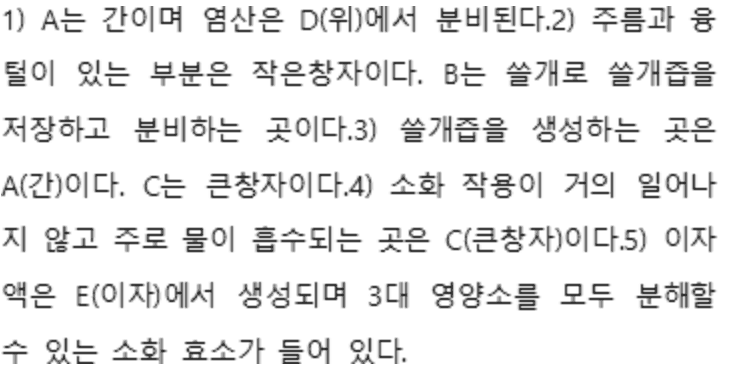 1) A는 간이며 염산은 D(위)에서 분비된다.2) 주름과 융
털이 있는 부분은 작은창자이다. B는 쓸개로 쓸개즙을
저장하고 분비하는 곳이다.3) 쓸개즙을 생성하는 곳은
A(간)이다. C는 큰창자이다.4) 소화 작용이 거의 일어나
지 않고 주로 물이 흡수되는 곳은 C(큰창자)이다.5) 이자
액은 E(이자)에서 생성되며 3대 영양소를 모두 분해할
수 있는 소화 효소가 들어 있다.